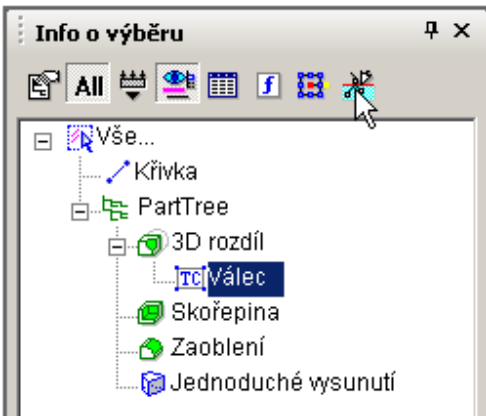 Info o výběru
All
Vše...
Křivka
PartTree
3D rozdíl
TC Válec
Skořepina
Zaoblení
Jednoduché vysunutí